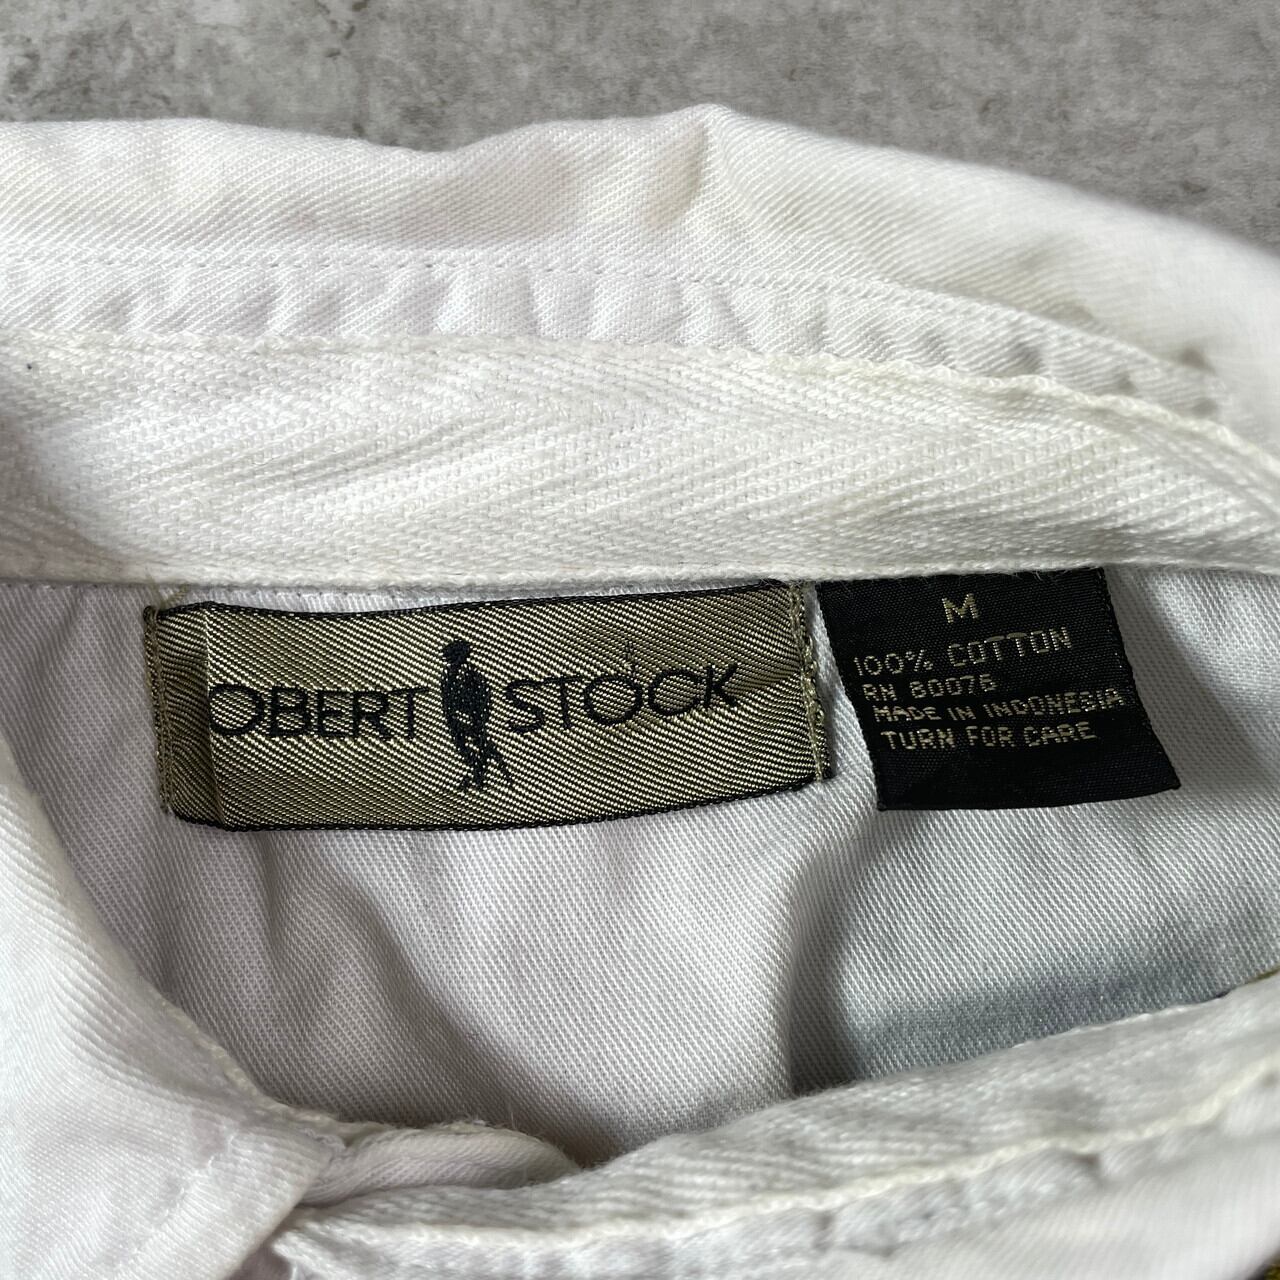 OBERT STOCK
M
100% COTTON
RN 80076
MADE IN INDONESIA
TURN FOR CARE